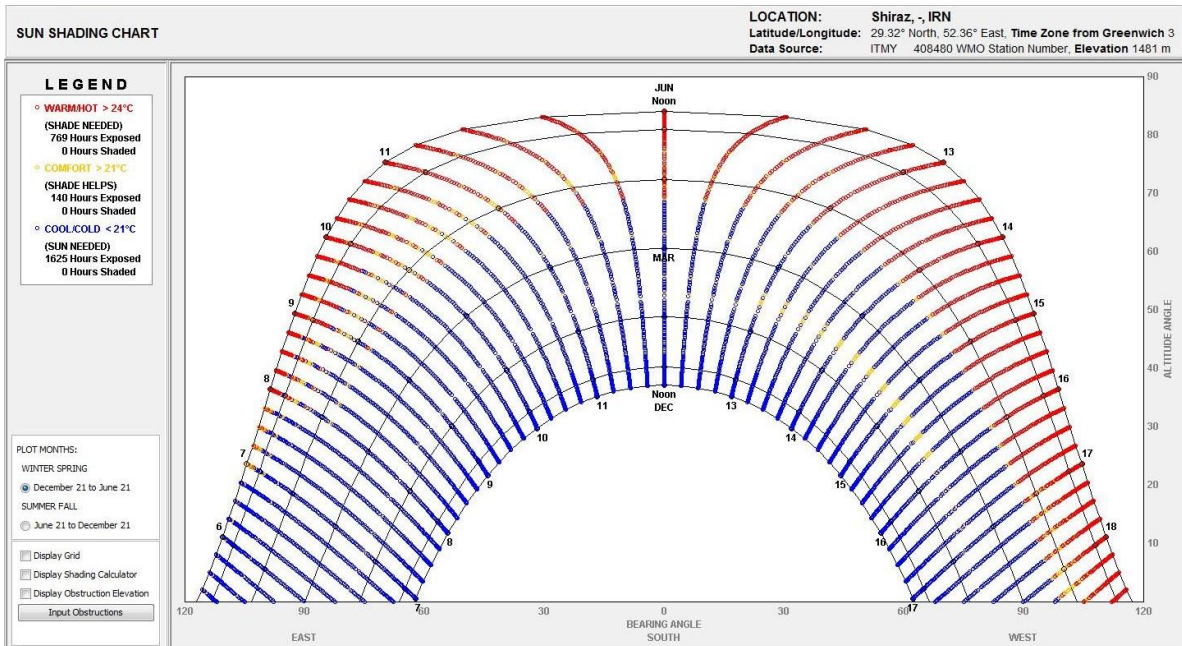 SUN SHADING CHART
LOCATION: Shiraz, -, IRN
Latitude/Longitude: 29.32° North, 52.36° East, Time Zone from Greenwich 3
Data Source: ITMY 408480 WMO Station Number, Elevation 1481 m
LEGEND
WARM/HOT > 24°C
(SHADE NEEDED)
769 Hours Exposed
0 Hours Shaded
COMFORT > 21°C
(SHADE HELPS)
140 Hours Exposed
0 Hours Shaded
COOL/COLD < 21°C
(SUN NEEDED)
1625 Hours Exposed
0 Hours Shaded
PLOT MONTHS:
WINTER SPRING
December 21 to June 21
SUMMER FALL
June 21 to December 21
Display Grid
Display Shading Calculator
Display Obstruction Elevation
Input Obstructions
JUN
Noon
MAR
Noon
DEC
11
10
9
8
7
6
13
14
15
16
17
18
11
10
9
8
7
13
14
15
16
17
90
80
70
60
50
40
30
20
10
ALTITUDE ANGLE
120 90 60 30 0 30 60 90 120
BEARING ANGLE
EAST SOUTH WEST